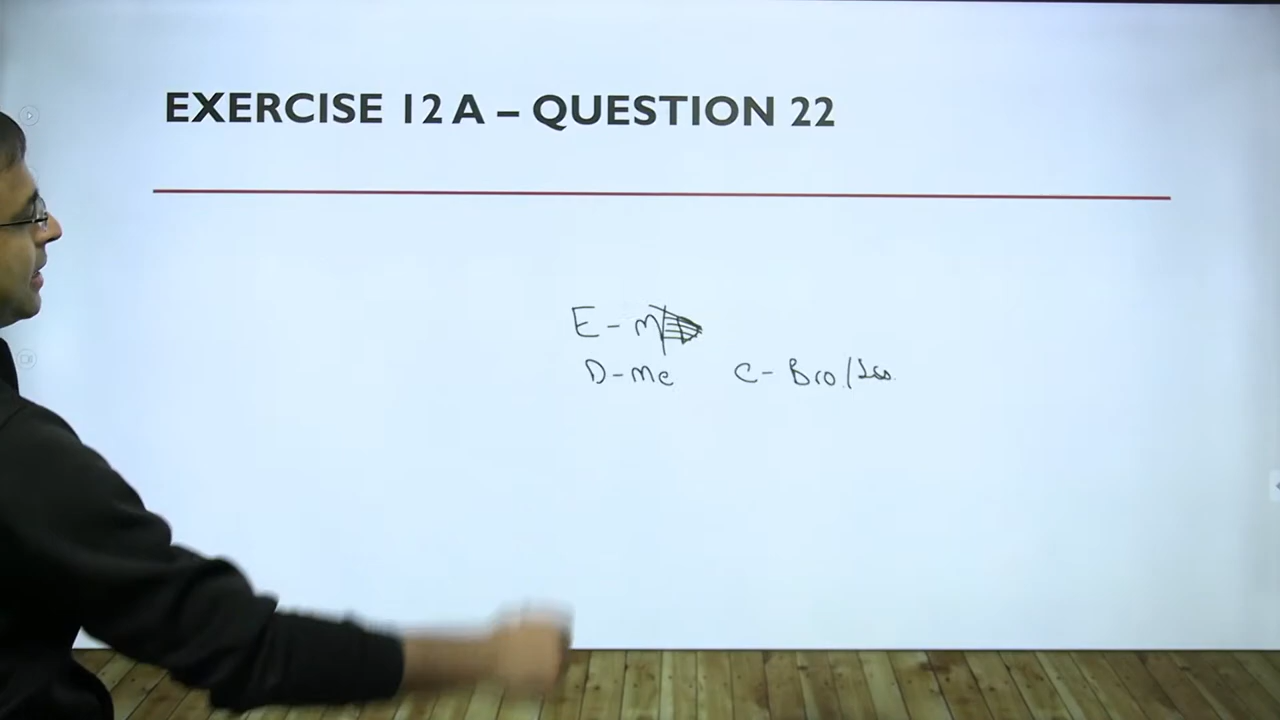 EXERCISE 12 A – QUESTION 22
E - m
D - Me C - Bro/